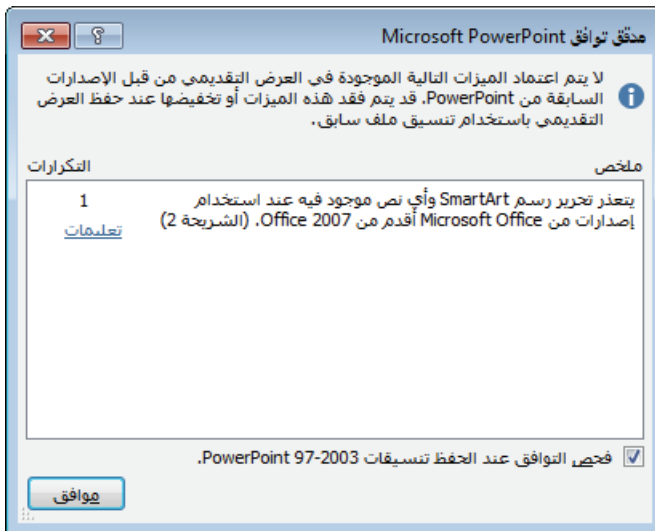 مدقق توافق Microsoft PowerPoint
لا يتم اعتماد الميزات التالية الموجودة في العرض التقديمي من قبل الإصدارات
السابقة من PowerPoint. قد يتم فقد هذه الميزات أو تخفيضها عند حفظ العرض
التقديمي باستخدام تنسيق ملف سابق.
ملخص التكرارات
يتعذر تحرير رسم SmartArt وأي نص موجود فيه عند استخدام 1
إصدارات من Microsoft Office أقدم من Office 2007. (الشريحة 2) تعليمات
فحص التوافق عند الحفظ تنسيقات PowerPoint 97-2003.
موافق